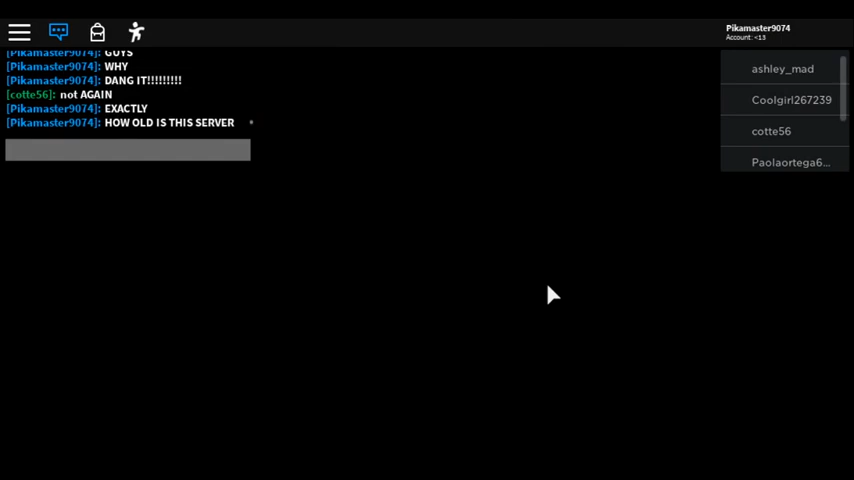 Pikamaster9074
Account: <13
[Pikamaster9074]: GUYS
[Pikamaster9074]: WHY
[Pikamaster9074]: DANG IT!!!!!!!!!
[cotte56]: not AGAIN
[Pikamaster9074]: EXACTLY
[Pikamaster9074]: HOW OLD IS THIS SERVER
ashley_mad
Coolgirl267239
cotte56
Paolaortega6...